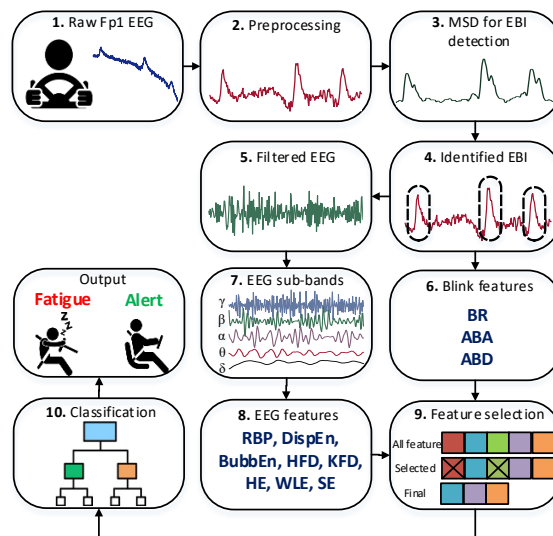 1. Raw Fp1 EEG
2. Preprocessing
3. MSD for EBI
detection
5. Filtered EEG
4. Identified EBI
Output
Fatigue
Alert
z
z
z
7. EEG sub-bands
γ
β
α
θ
δ
6. Blink features
BR
ABA
ABD
10. Classification
8. EEG features
RBP, DispEn,
BubbEn, HFD, KFD,
HE, WLE, SE
9. Feature selection
All feature
Selected
Final